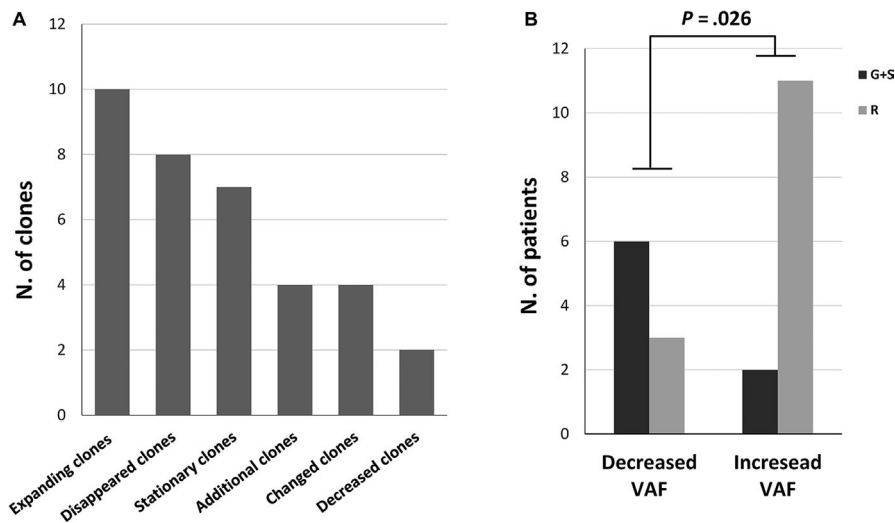 A
N. of clones
12
10
8
6
4
2
0
Expanding clones
Disappeared clones
Stationary clones
Additional clones
Changed clones
Decreased clones
B
P = .026
N. of patients
12
10
8
6
4
2
0
Decreased
VAF
Incresead
VAF
G+S
R